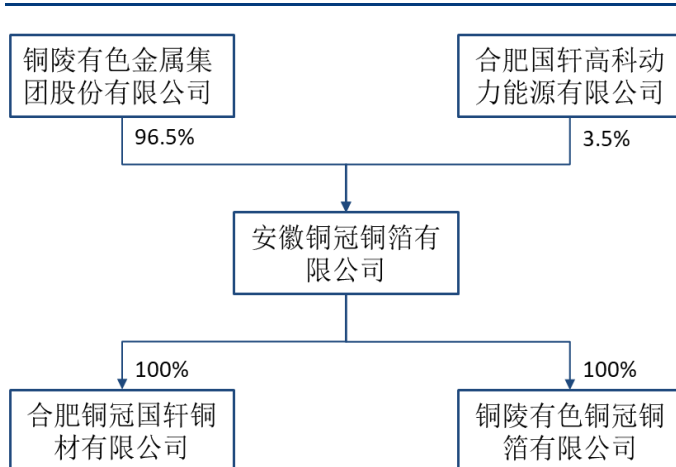 铜陵有色金属集
团股份有限公司
合肥国轩高科动
力能源有限公司
96.5%
3.5%
安徽铜冠铜箔有
限公司
100%
100%
合肥铜冠国轩铜
材有限公司
铜陵有色铜冠铜
箔有限公司